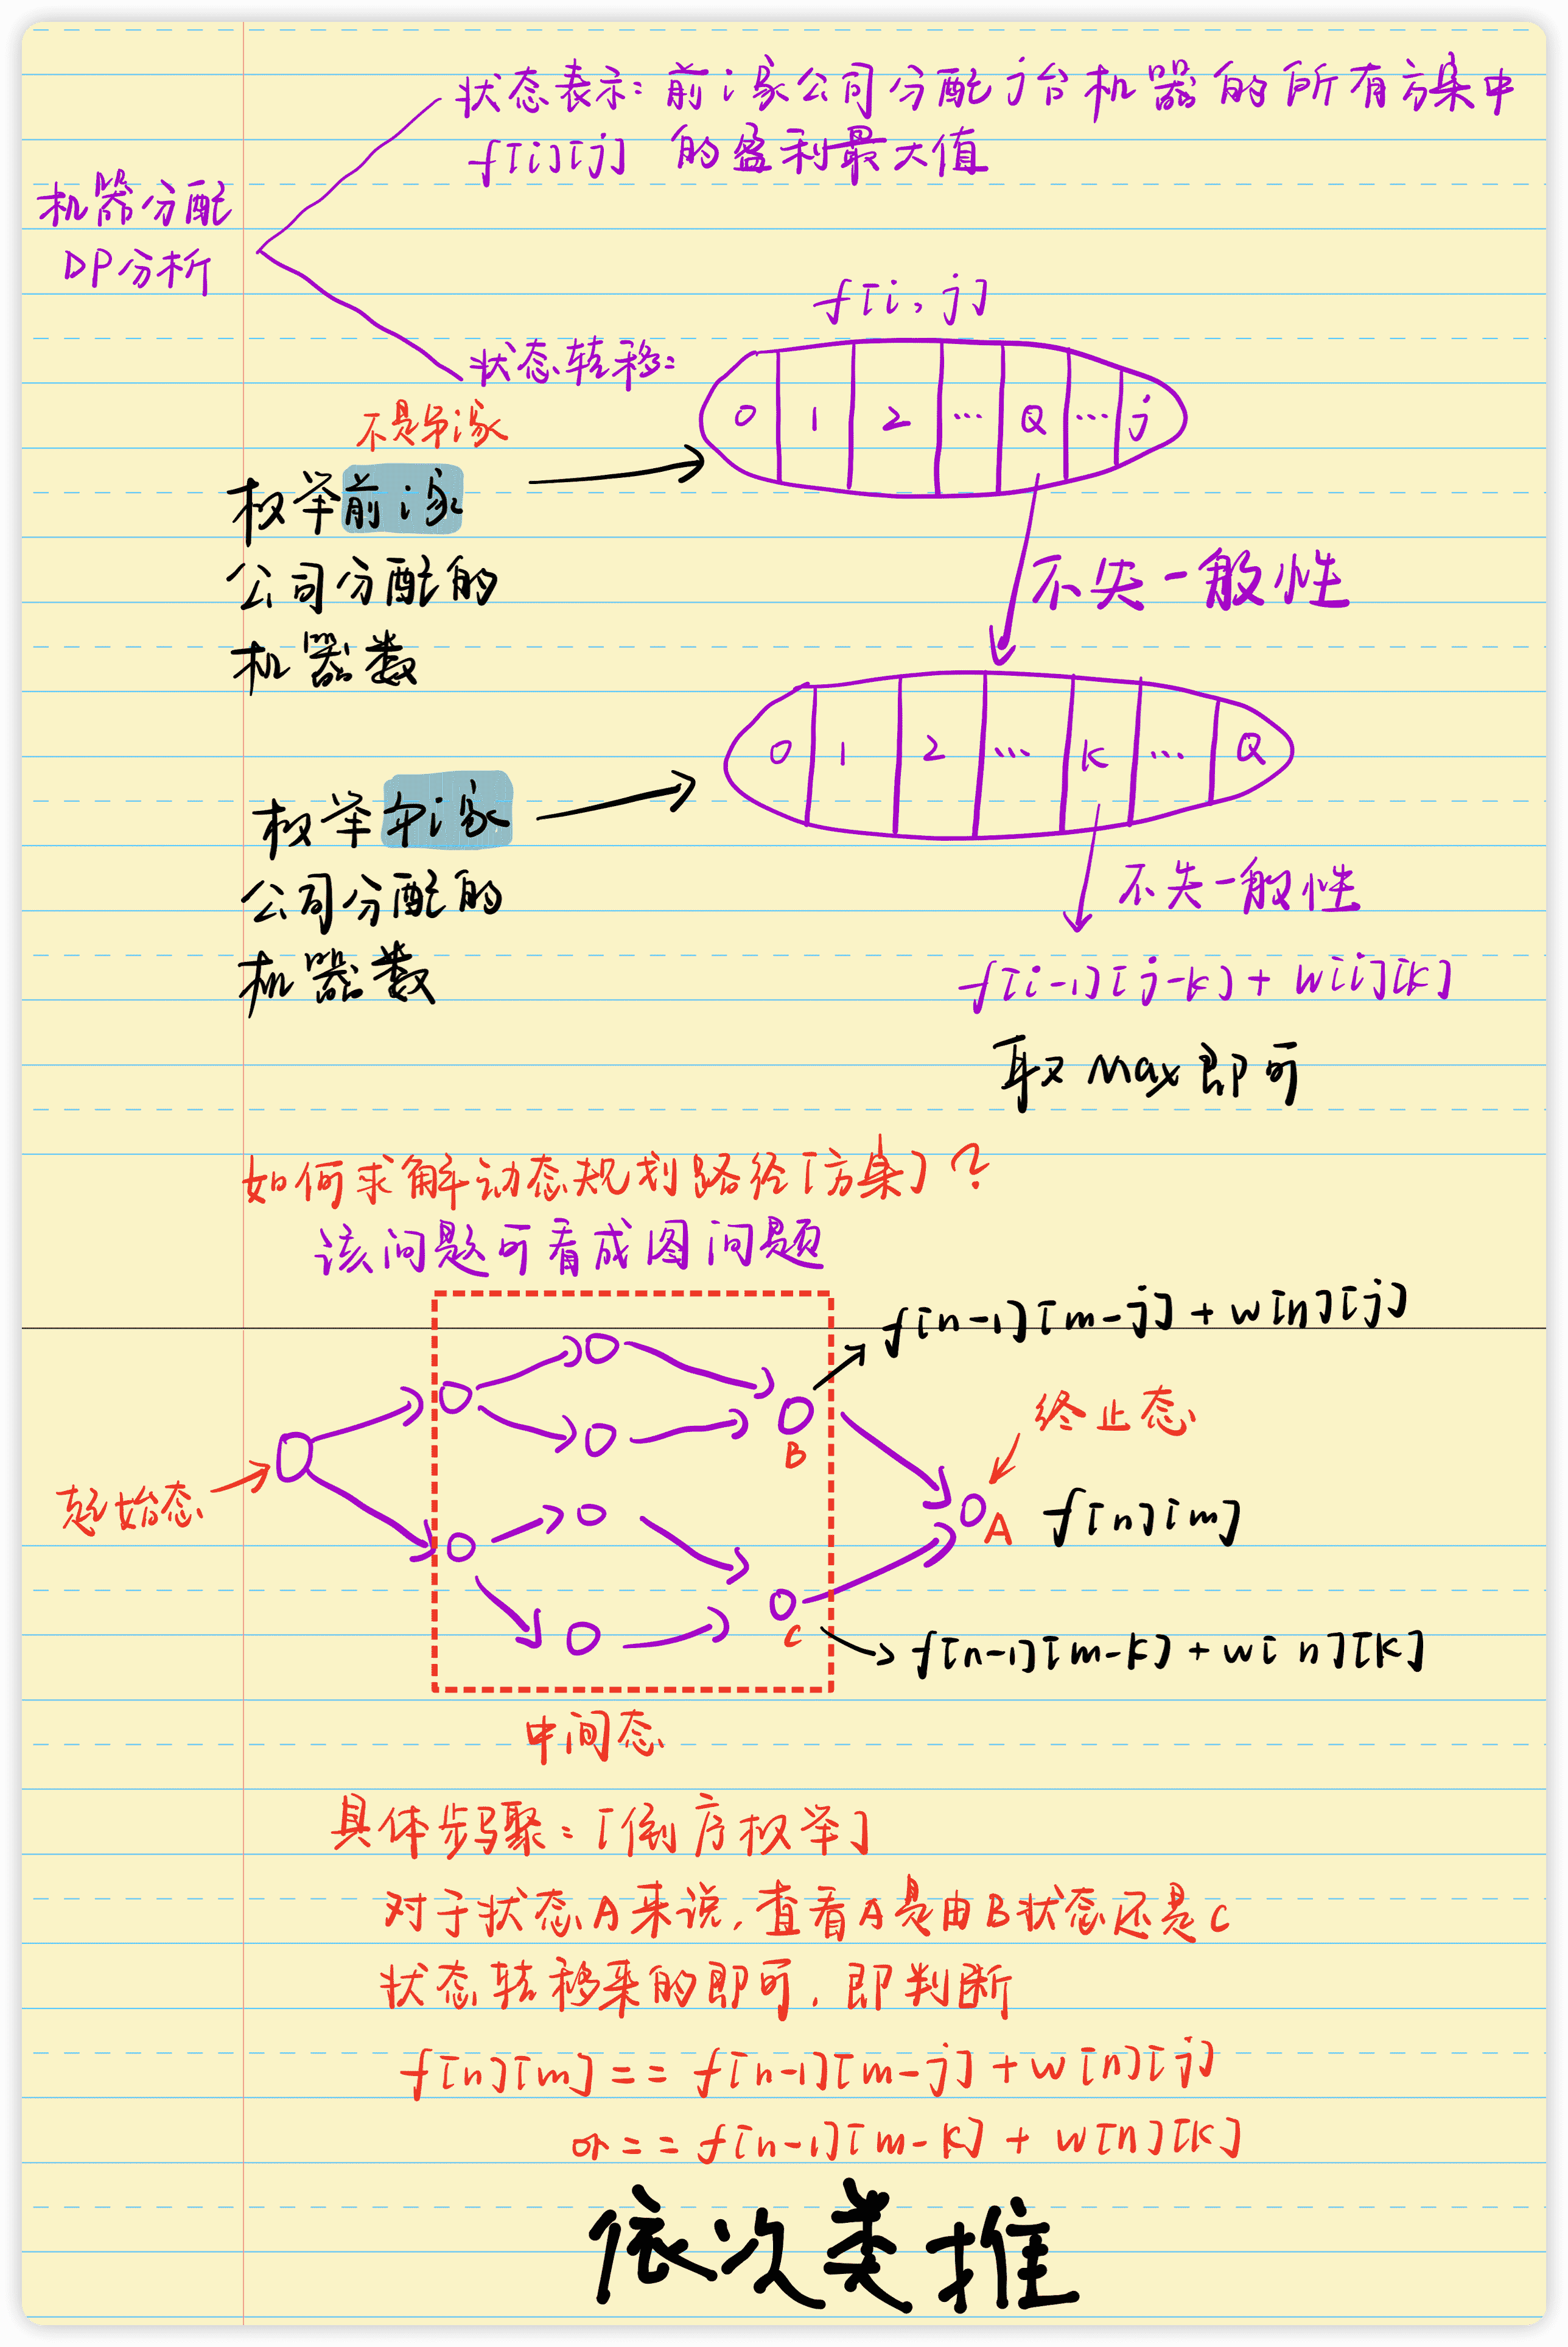 状态表示: 前i家公司分配j台机器的所有方案中
f[i][j] 的盈利最大值
机器分配
DP分析
f[i, j]
状态转移:
0 1 2 … Q … j
不是第i家
枚举前i家
公司分配的
机器数
不失一般性
0 1 2 … k … Q
枚举第i家
公司分配的
机器数
不失一般性
f[i-1][j-k] + w[i][k]
取max即可
如何求解动态规划路径[方案]?
该问题可看成图问题
f[n-1][m-j] + w[n][j]
B
终止态
起始态
A f[n][m]
C
f[n-1][m-k] + w[n][k]
中间态
具体步骤: [倒序枚举]
对于状态A来说, 查看A是由B状态还是C
状态转移来的即可, 即判断
f[n][m] == f[n-1][m-j] + w[n][j]
or == f[n-1][m-k] + w[n][k]
依次类推